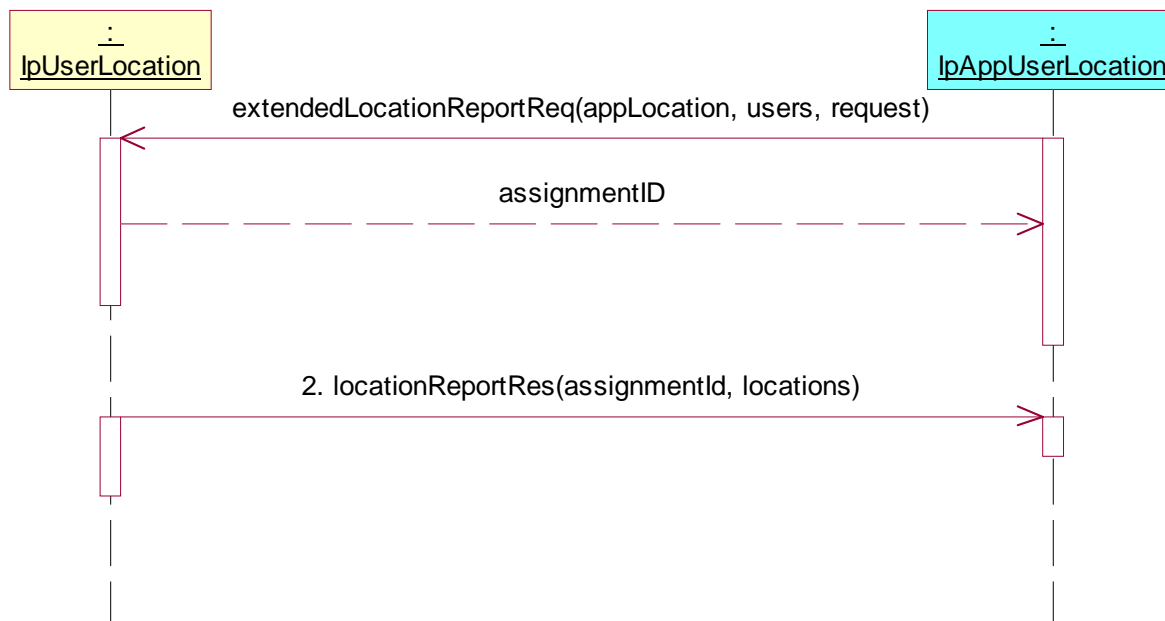 :
IpUserLocation
:
IpAppUserLocation
extendedLocationReportReq(appLocation, users, request)
assignmentID
2. locationReportRes(assignmentId, locations)